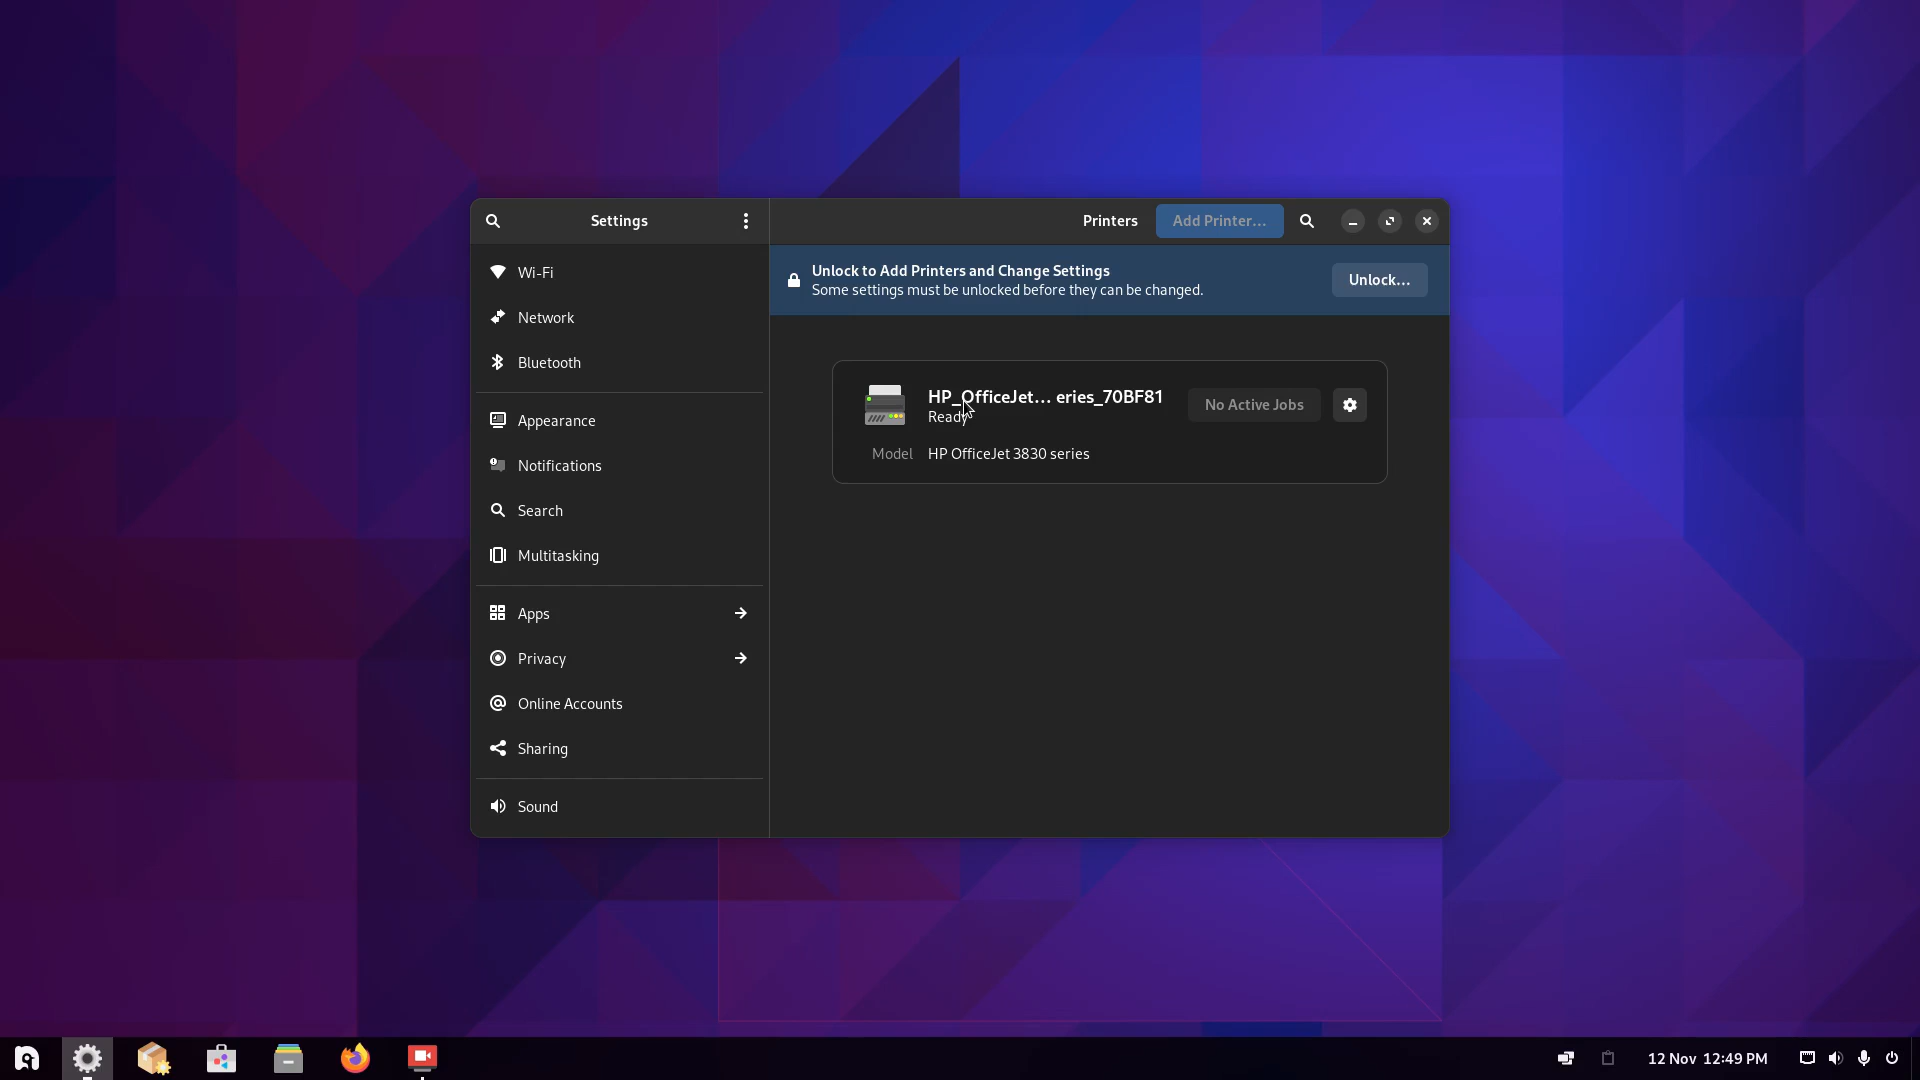 Settings
Printers
Add Printer...
Wi-Fi
Network
Bluetooth
Appearance
Notifications
Search
Multitasking
Apps
Privacy
Online Accounts
Sharing
Sound
Unlock to Add Printers and Change Settings
Some settings must be unlocked before they can be changed.
Unlock...
HP_OfficeJet... eries_70BF81
Ready
No Active Jobs
Model HP OfficeJet 3830 series
12 Nov 12:49 PM